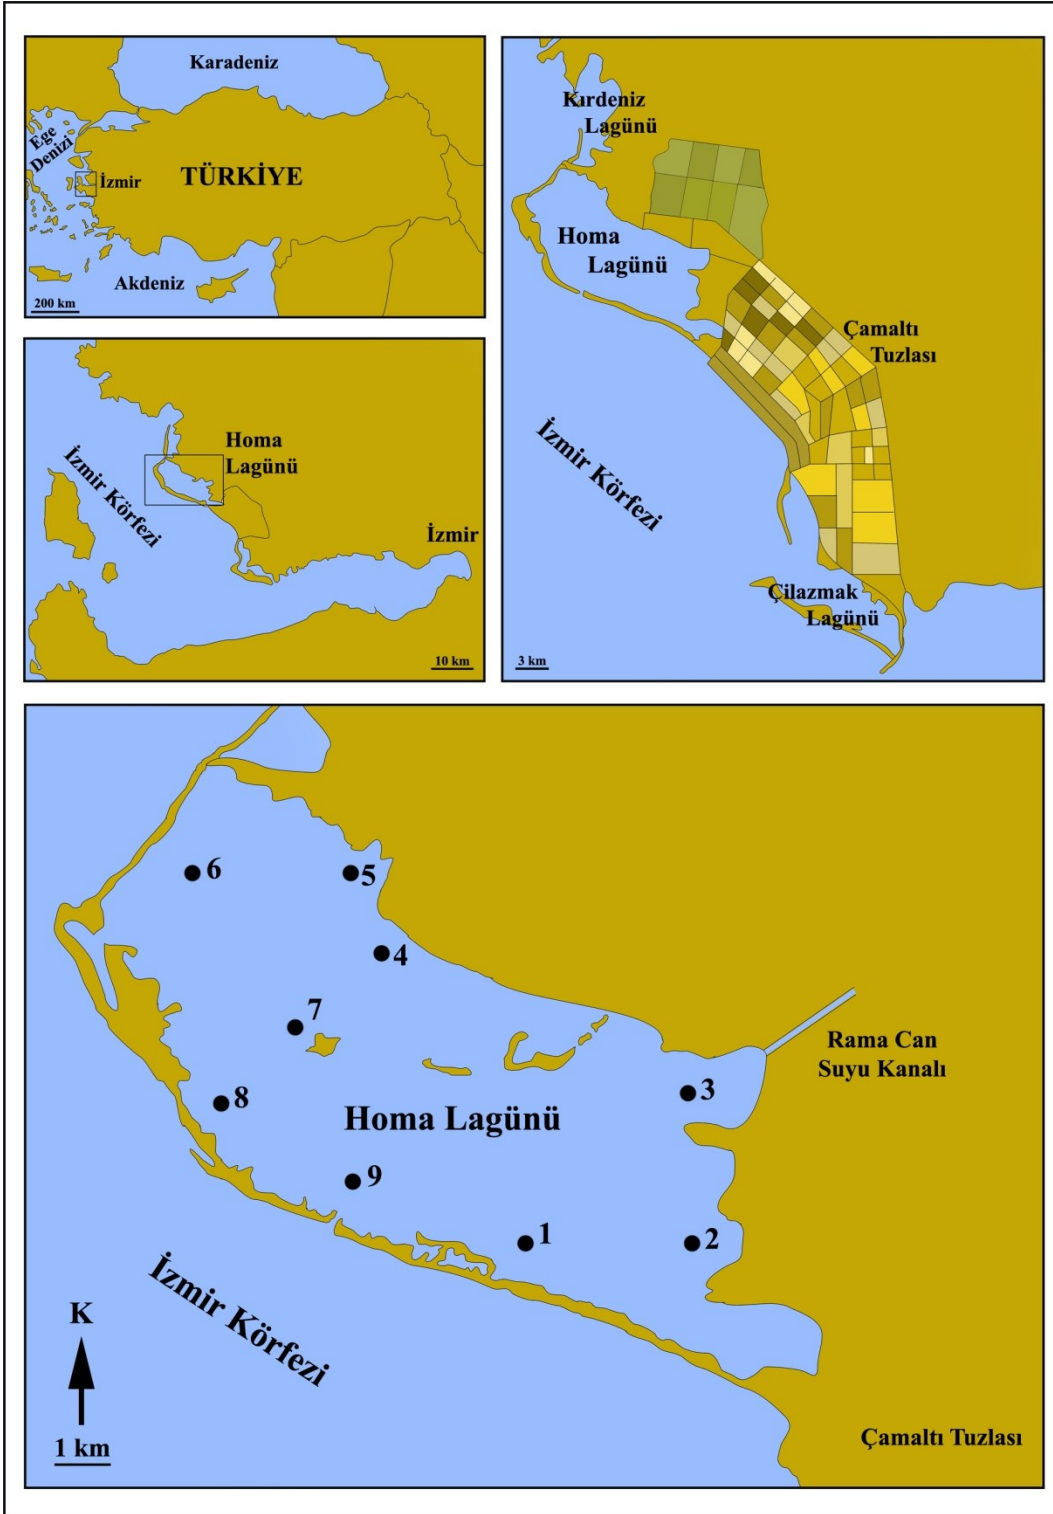 Karadeniz
Ege
Denizi
İzmir
TÜRKİYE
Akdeniz
200 km
Kırdeniz
Lagünü
Homa
Lagünü
Çamaltı
Tuzlası
İzmir Körfezi
Çilazmak
Lagünü
3 km
Homa
Lagünü
İzmir Körfezi
İzmir
10 km
6
5
4
7
Rama Can
Suyu Kanalı
3
8
Homa Lagünü
9
1
2
İzmir Körfezi
K
1 km
Çamaltı Tuzlası